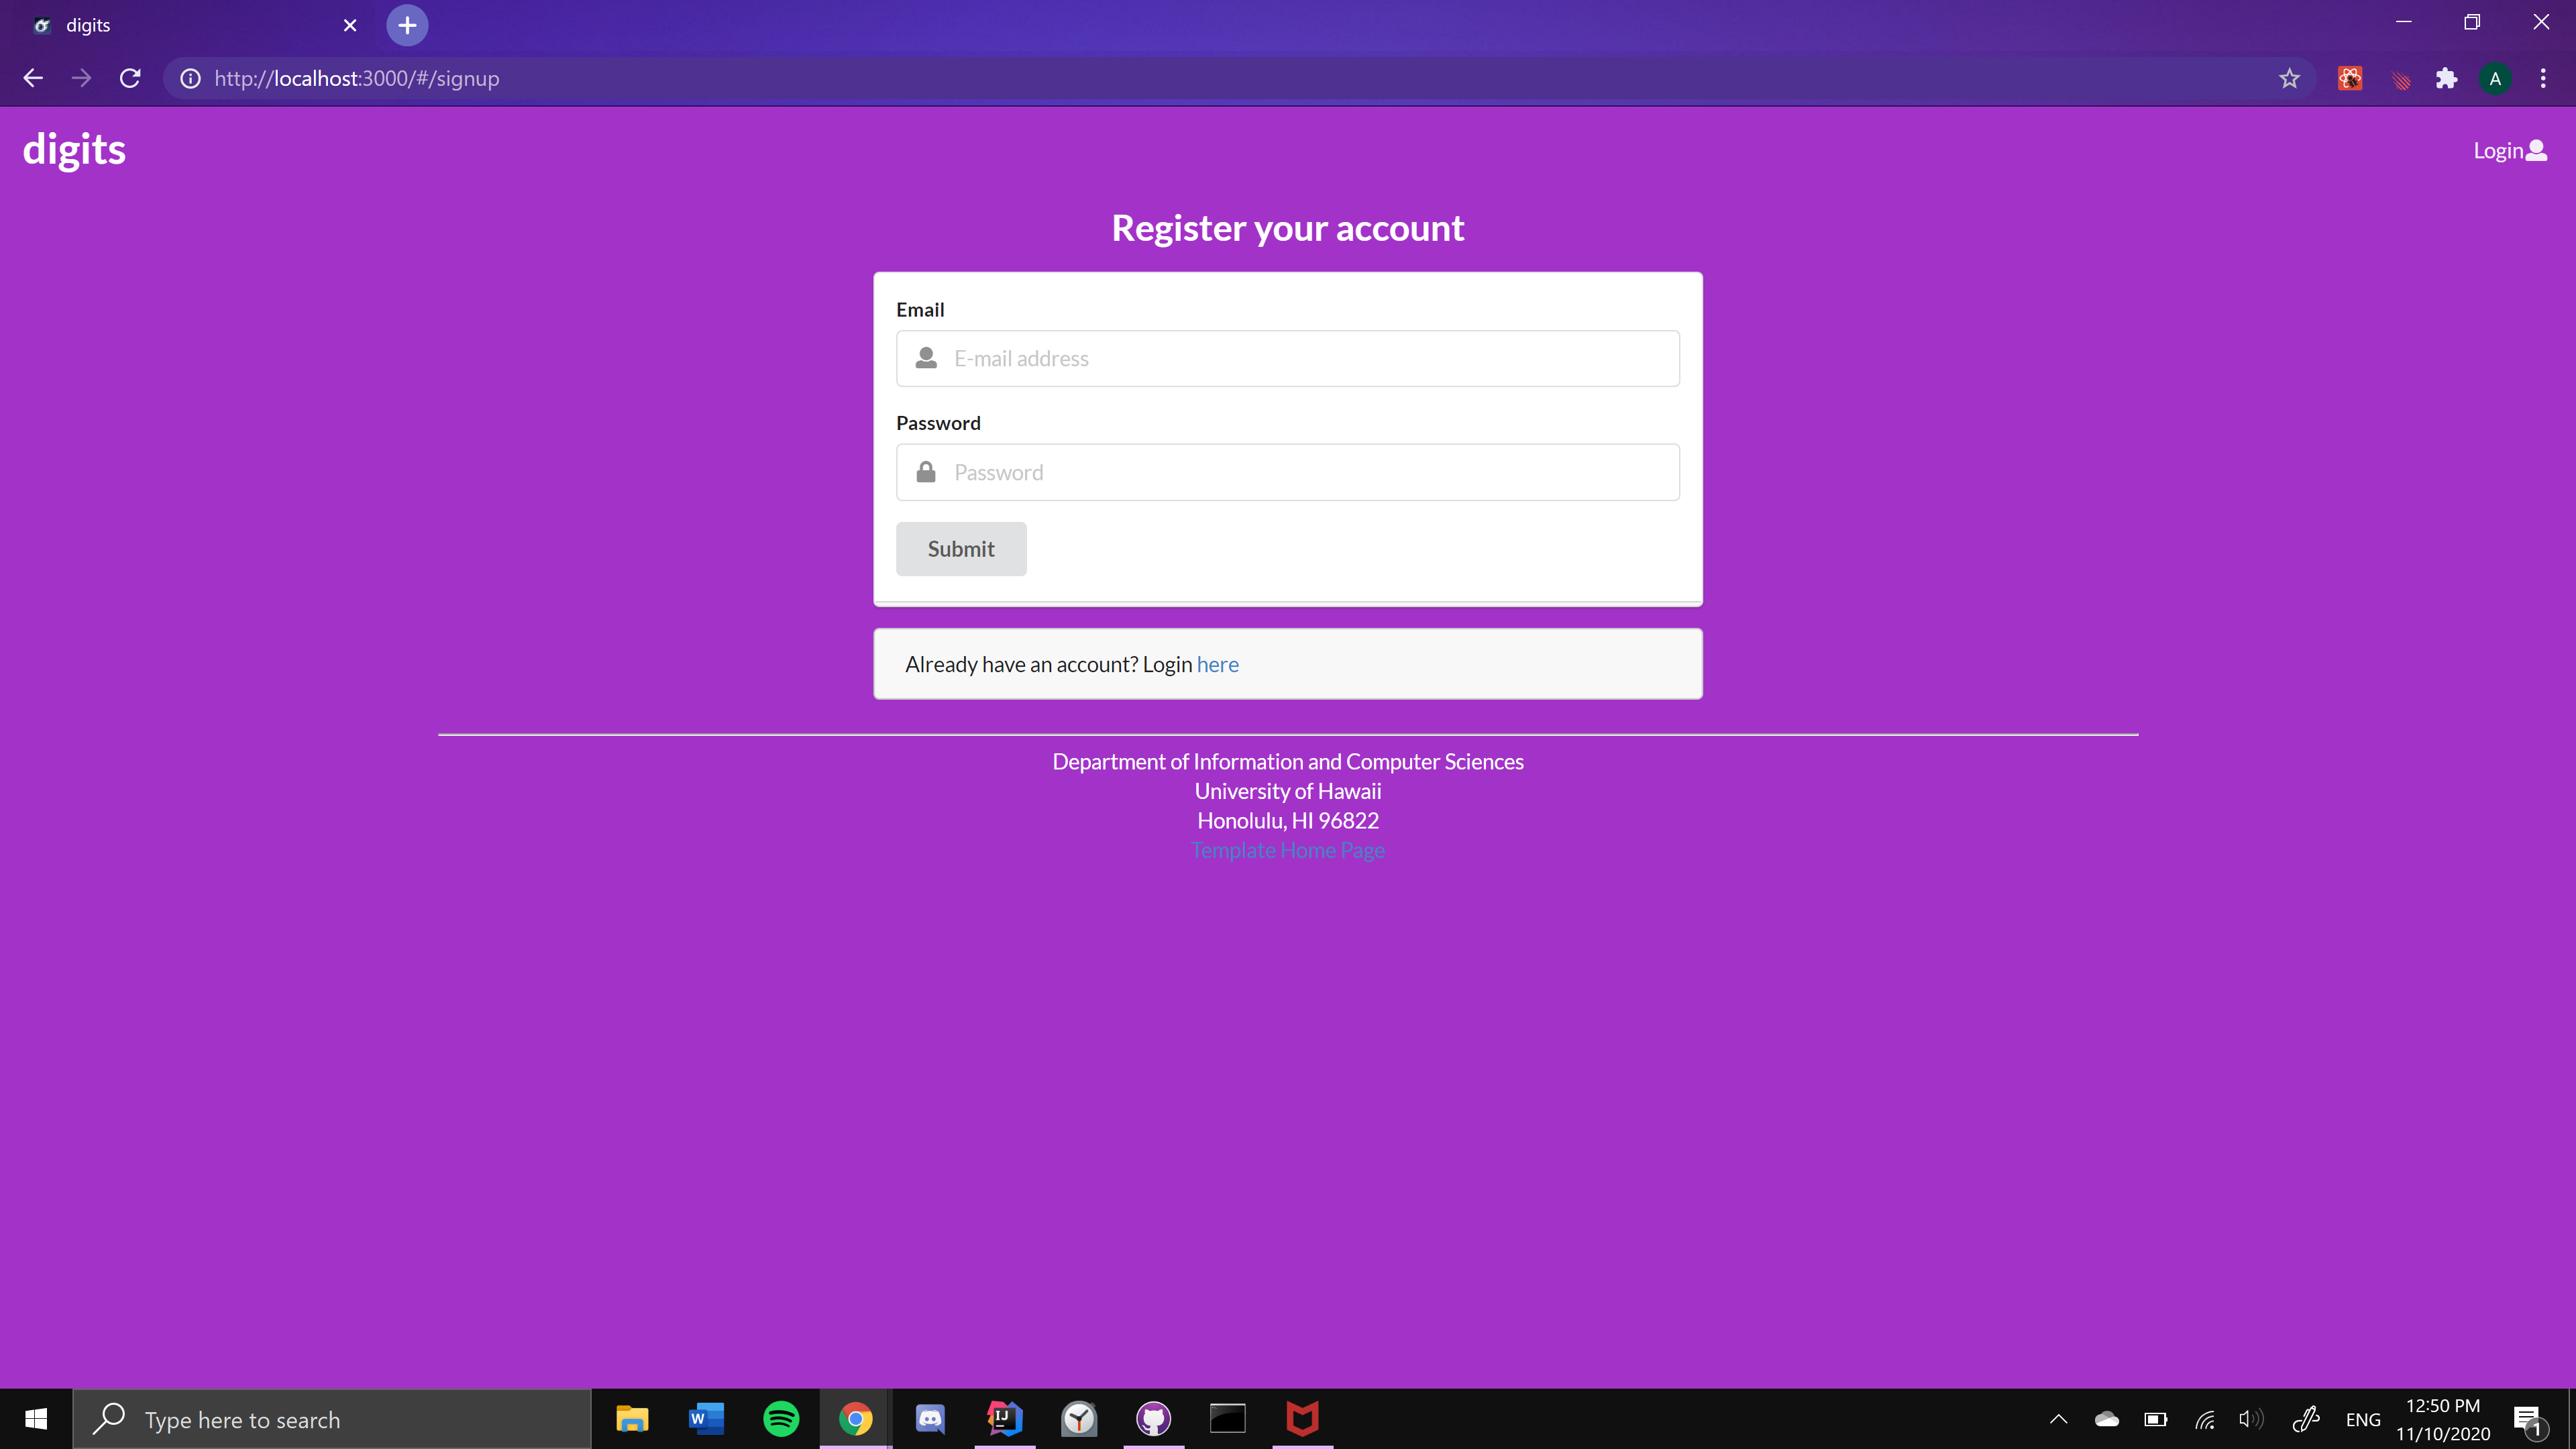 digits
http://localhost:3000/#/signup
A
digits
Login
Register your account
Email
E-mail address
Password
Password
Submit
Already have an account? Login here
Department of Information and Computer Sciences
University of Hawaii
Honolulu, HI 96822
Template Home Page
Type here to search
W
IJ
ENG
12:50 PM
11/10/2020
1